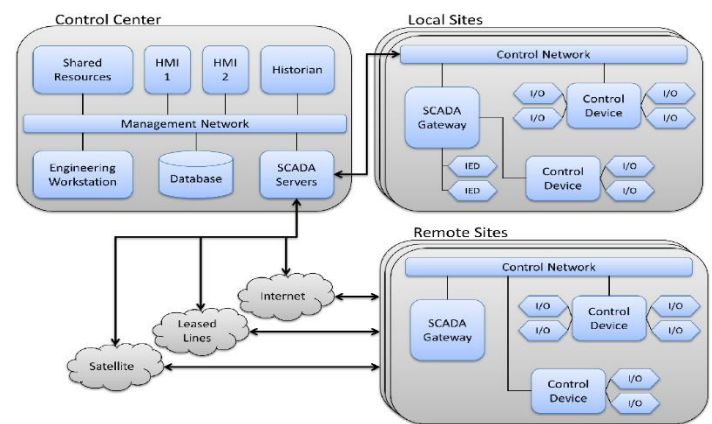 Control Center
Shared
Resources
HMI
1
HMI
2
Historian
Management Network
Engineering
Workstation
Database
SCADA
Servers
Local Sites
Control Network
SCADA
Gateway
I/O
I/O
Control
Device
I/O
I/O
IED
IED
Control
Device
I/O
I/O
Internet
Leased
Lines
Satellite
Remote Sites
Control Network
SCADA
Gateway
I/O
I/O
Control
Device
I/O
I/O
Control
Device
I/O
I/O